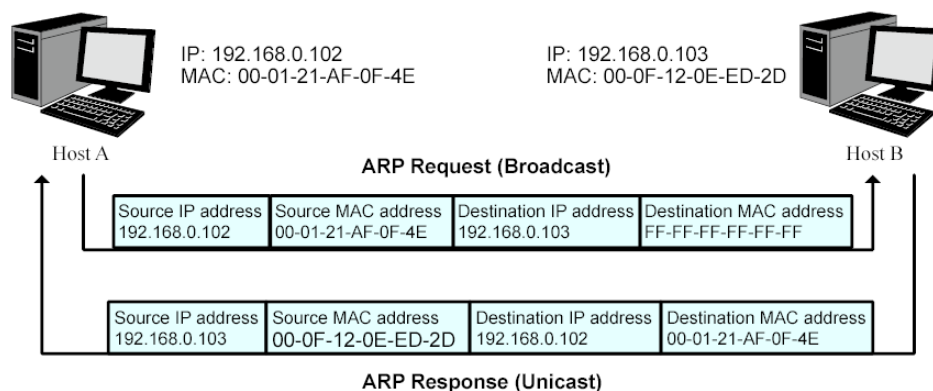 IP: 192.168.0.102
MAC: 00-01-21-AF-0F-4E
IP: 192.168.0.103
MAC: 00-0F-12-0E-ED-2D
Host A
Host B
ARP Request (Broadcast)
Source IP address
192.168.0.102
Source MAC address
00-01-21-AF-0F-4E
Destination IP address
192.168.0.103
Destination MAC address
FF-FF-FF-FF-FF-FF
Source IP address
192.168.0.103
Source MAC address
00-0F-12-0E-ED-2D
Destination IP address
192.168.0.102
Destination MAC address
00-01-21-AF-0F-4E
ARP Response (Unicast)